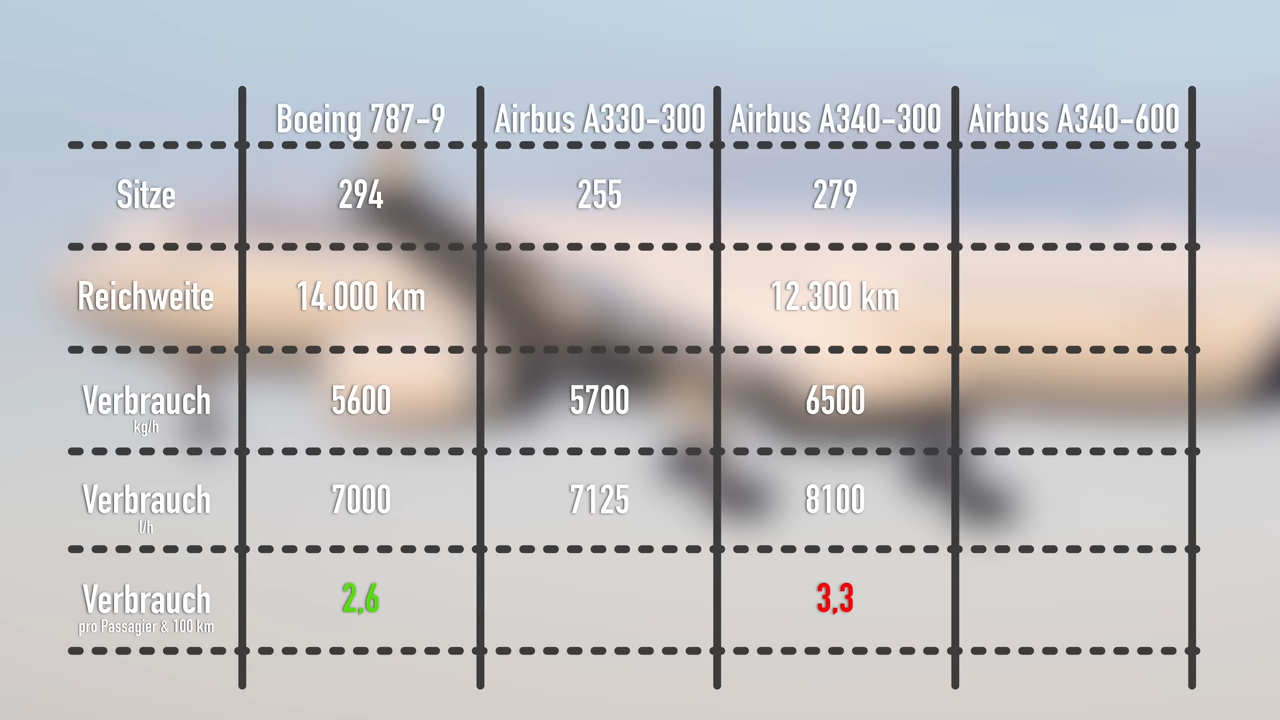 Boeing 787-9 Airbus A330-300 Airbus A340-300 Airbus A340-600
Sitze 294 255 279
Reichweite 14.000 km 12.300 km
Verbrauch 5600 5700 6500
kg/h
Verbrauch 7000 7125 8100
l/h
Verbrauch 2,6 3,3
pro Passagier & 100 km